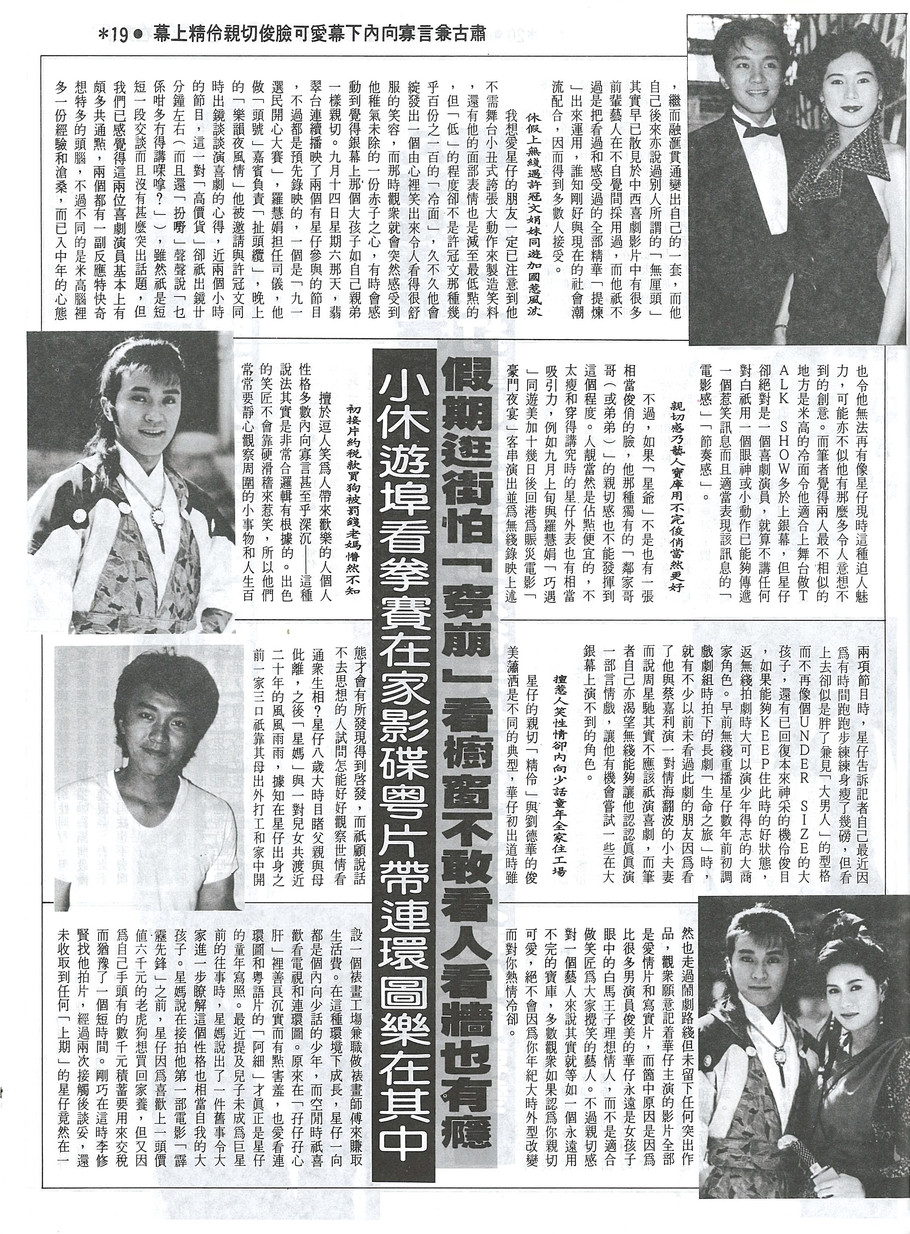 *19● 幕上精伶親切俊臉可愛幕下內向寡言兼古肅
假期逛街怕「穿崩」看櫥窗不敢看人看牆也有癮
小休遊埠看拳賽在家影碟粵片帶連環圖樂在其中
,繼而融滙貫通變出自己的一套,而他
自己後來亦説過別人所謂的「無厘頭」
其實早已散見於中西喜劇影片中有很多
前輩藝人在不自覺間採用過,而他祇不
過是把看過和感受過的全部精華「提煉
」出來運用,誰知剛好與現在的社會潮
流配合,因而得到多數人接受。
休假上無綫遇許冠文娟妹同遊加國惹風波
我想愛星仔的朋友一定已注意到他
不需舞台小丑式誇張大動作來製造笑料
,還有他的面部表情也是減至最低點的
,但「低」的程度卻不是許冠文那種幾
乎百份之一百的「冷面」,久不久他會
綻發出一個由心裡笑出來令人看得很舒
服的笑容,而那時觀衆就會突然感受到
他稚氣未除的一份赤子之心,有時會感
動到覺得銀幕上那個大孩子如自己親弟
一樣親切。九月十四日星期六那天,翡
翠台連續播映了兩個有星仔參與的節目
,不過都是預先錄映的,一個是「九一
選民開心大賽」,羅慧娟担任司儀,他
做「頭號」嘉賓負責「扯頭纜」,晚上
的「樂韻夜風情」他被邀請與許冠文同
時出鏡談談演喜劇的心得,近兩個小時
的節目,這一對「高價貨」卻祇出鏡廿
分鐘左右(而且還「扮嘢」聲聲説「乜
係咁多有得講㗎嗱?」),雖然祇是短
短一段交談而且沒有甚麼突出話題,但
我們已感覺得這兩位喜劇演員基本上有
頗多共通點,兩個都有一副反應特快奇
想特多的頭腦,不過不同的是米高腦裡
多一份經驗和滄桑,而已入中年的心態
也令他無法再有像星仔現時這種迫人魅
力,可能亦不似他有那麼多令人意想不
到的創意。而筆者覺得兩人最不相似的
地方是米高的冷面令他適合上舞台做T
ALK SHOW多於上銀幕,但星仔
卻絕對是一個喜劇演員,就算不講任何
對白祇用一個眼神或小動作已能夠傳遞
一個惹笑訊息而且適當表現該訊息的「
電影感」「節奏感」。
親切感乃藝人寶庫用不完俊俏當然更好
不過,如果「星爺」不是也有一張
相當俊俏的臉,他那種獨有的「鄰家哥
哥(或弟弟)」的親切感也不能發揮到
這個程度。人靚當然是佔點便宜的,不
太瘦和穿得講究時的星仔外表也有相當
吸引力,例如九月上旬與羅慧娟「巧遇
」同遊美加十幾日後回港爲賑災電影「
豪門夜宴」客串演出並爲無綫錄映上述
兩項節目時,星仔告訴記者自己最近因
爲有時間跑跑步練練身瘦了幾磅,但看
上去卻似是胖了兼見「大男人」的型格
而不再像個UNDER SIZE的大
孩子,還有已回復本來神采的機伶俊目
,如果能夠KEEP住此時的好狀態,
返無綫拍劇時大可以演少年得志的大商
家角色。早前無綫重播星仔數年前初調
戲劇組時拍下的長劇「生命之旅」時,
就有不少以前未看過此劇的朋友因爲看
了他與蔡嘉利演一對情海翻波的小夫妻
而説周星馳其實不應該祇演喜劇,而筆
者自己亦渴望無綫能夠讓他認認眞眞演
一部言情戲,讓他有機會嘗試一些在大
銀幕上演不到的角色。
擅惹人笑性情卻內向少話童年全家住工場
星仔的親切「精伶」與劉德華的俊
美瀟洒是不同的典型,華仔初出道時雖
然也走過鬧劇路綫但未留下任何突出作
品,觀衆願意記着華仔主演的影片全部
是愛情片和寫實片,而箇中原因是因爲
比很多男演員俊美的華仔永遠是女孩子
眼中的白馬王子理想情人,而不是適合
做笑匠爲大家攪笑的藝人。不過親切感
對一個藝人來説其實就等如一個永遠用
不完的寶庫,多數觀衆如果認爲你親切
可愛,絕不會因爲你年紀大時外型改變
而對你熱情冷卻。
初接片約税款買狗被罰錢老媽懵然不知
擅於逗人笑爲人帶來歡樂的人個人
性格多數內向寡言甚至乎深沉——這種
説法其實是非常合邏輯有根據的。出色
的笑匠不會靠硬滑稽來惹笑,所以他們
常常要靜心觀察周圍的小事物和人生百
態才會有所發現得到啓發,而祇顧説話
不去思想的人試問怎能好好觀察世情看
通衆生相?星仔八歲大時目睹父親與母
仳離,之後「星媽」與一對兒女共渡近
二十年的風風雨雨,據知在星仔出身之
前一家三口祇靠其母出外打工和家中開
設一個裱畫工場兼職做裱畫師傅來賺取
生活費。在這種環境下成長,星仔一向
都是個內向少話的少年,而空閒時祇喜
歡看電視和連環圖。原來在「孖仔孖心
肝」裡善良沉實而有點害羞,也愛看連
環圖和粵語片的「阿細」才眞正是星仔
的童年寫照。最近提及兒子未成爲巨星
前的往事時,星媽説出了一件舊事令大
家進一步瞭解這個性格也相當自我的大
孩子。星媽說在接拍他第一部電影「霹
靂先鋒」之前,星仔因爲喜歡上一頭價
值六千元的老虎狗想買回家養,但又因
爲自己手頭有的數千元積蓄要用來交税
而猶豫了一個短時間。剛巧在這時李修
賢找他拍片,經過兩次接觸後談妥,還
未收取到任何「上期」的星仔竟然在一